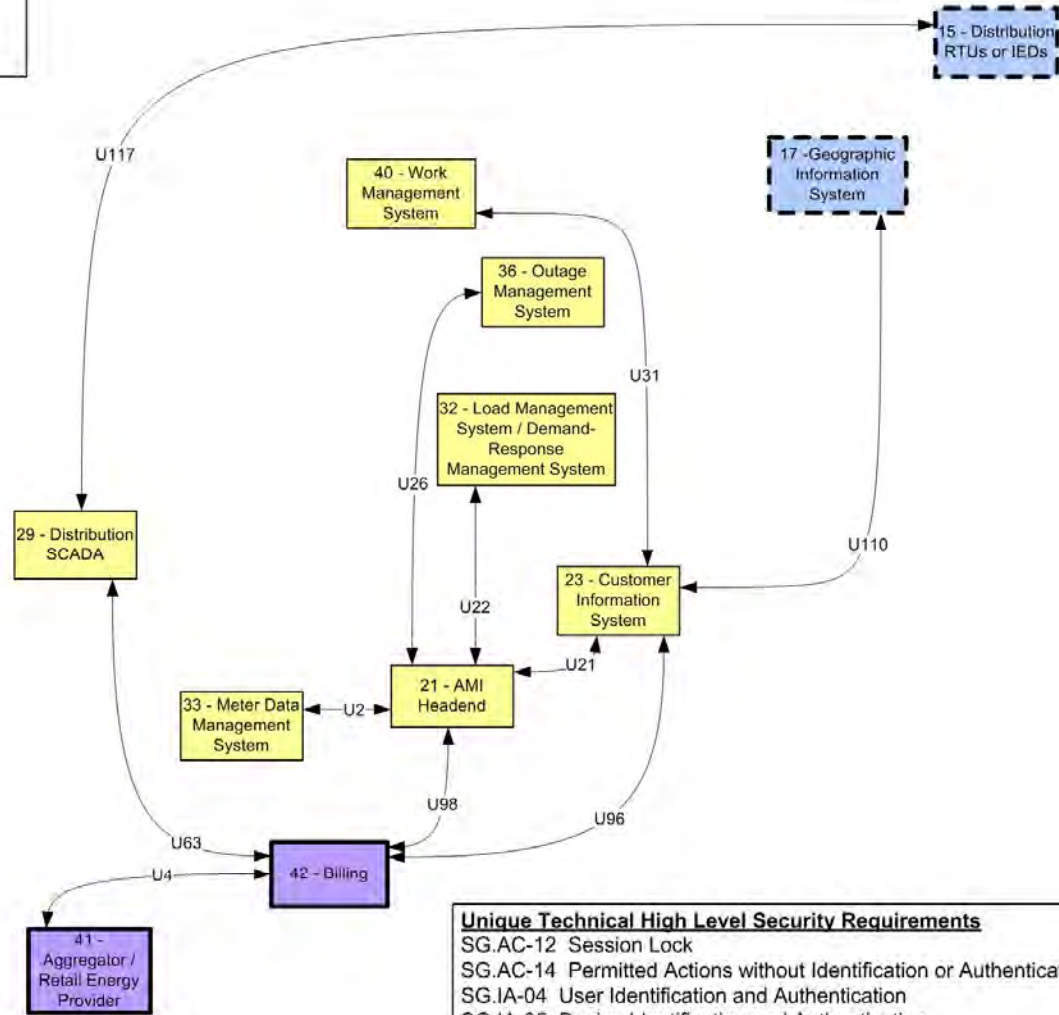 15 - Distribution
RTUs or IEDs
U117
40 - Work
Management
System
17 -Geographic
Information
System
36 - Outage
Management
System
U31
32 - Load Management
System / Demand-
Response
Management System
U26
29 - Distribution
SCADA
U110
23 - Customer
Information
System
U22
U21
21 - AMI
Headend
33 - Meter Data
Management
System
U2
U98
U96
U63
42 - Billing
U4
41 -
Aggregator /
Retail Energy
Provider
Unique Technical High Level Security Requirements
SG.AC-12 Session Lock
SG.AC-14 Permitted Actions without Identification or Authentica
SG.IA-04 User Identification and Authentication